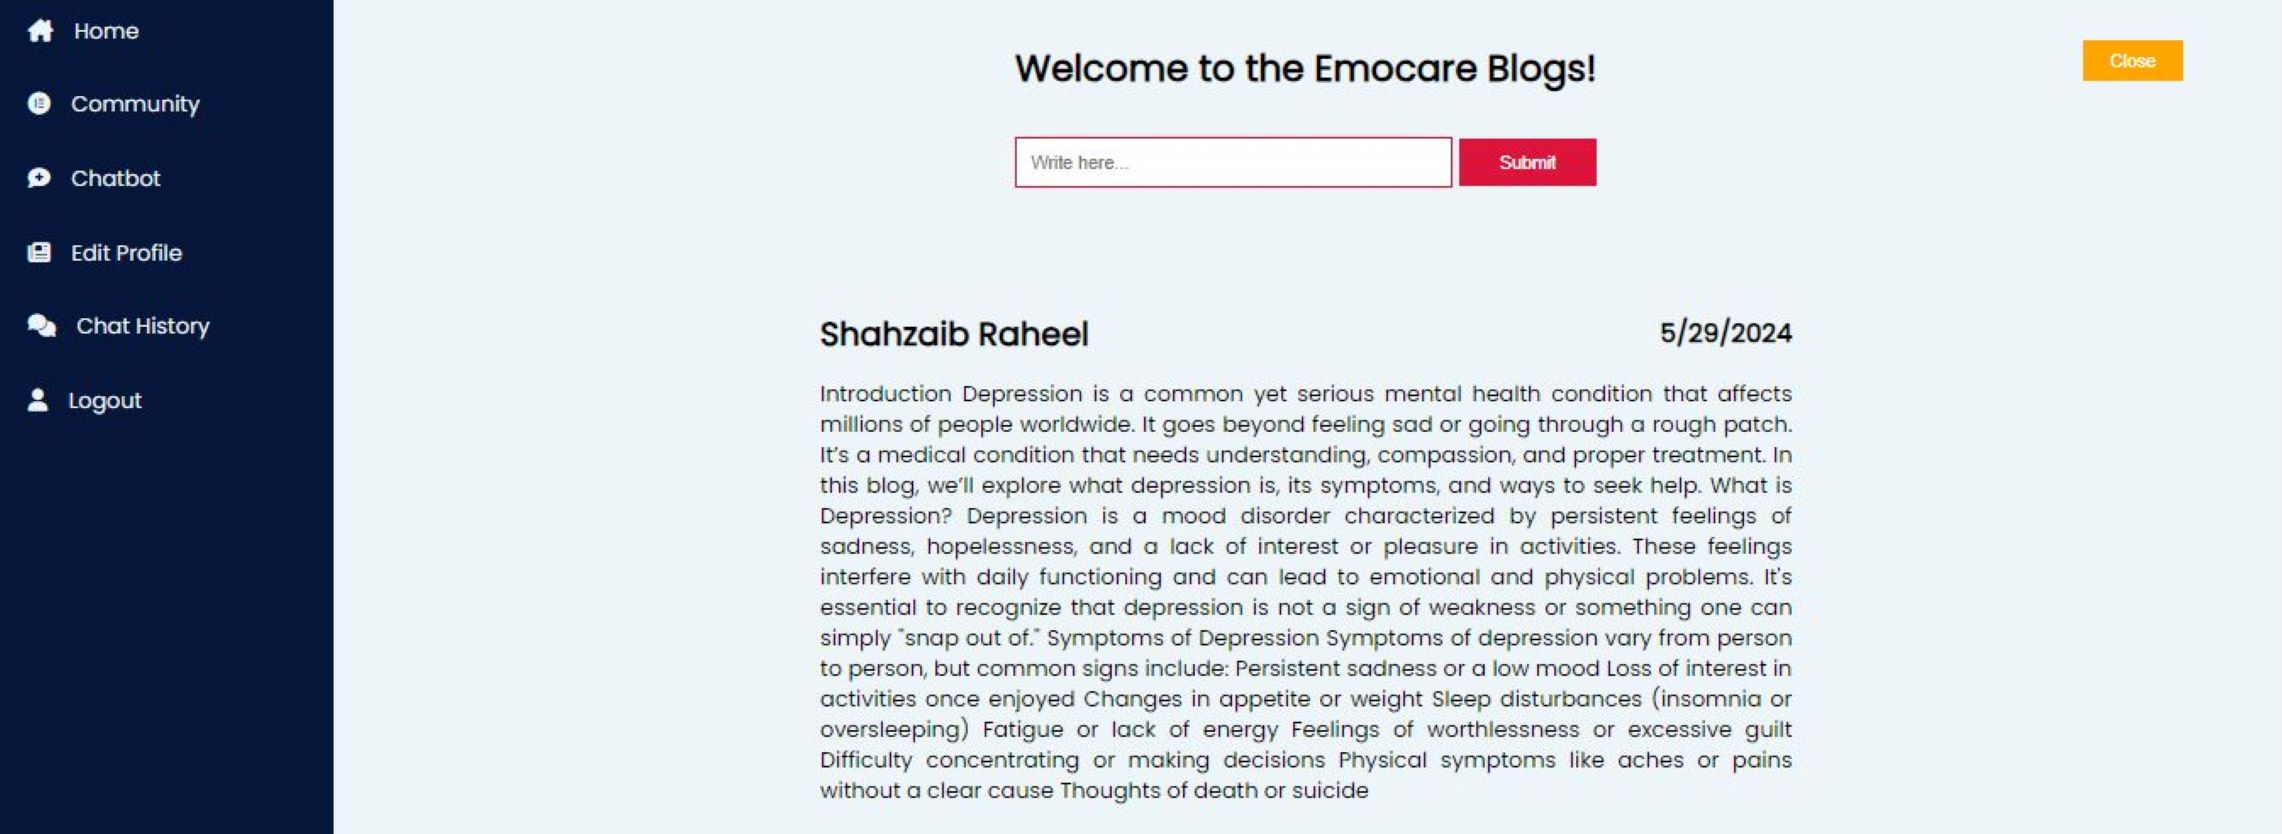 Home
Community
Chatbot
Edit Profile
Chat History
Logout
Welcome to the Emocare Blogs!
Close
Write here...
Submit
Shahzaib Raheel
5/29/2024
Introduction Depression is a common yet serious mental health condition that affects
millions of people worldwide. It goes beyond feeling sad or going through a rough patch.
It's a medical condition that needs understanding, compassion, and proper treatment. In
this blog, we'll explore what depression is, its symptoms, and ways to seek help. What is
Depression? Depression is a mood disorder characterized by persistent feelings of
sadness, hopelessness, and a lack of interest or pleasure in activities. These feelings
interfere with daily functioning and can lead to emotional and physical problems. It's
essential to recognize that depression is not a sign of weakness or something one can
simply "snap out of." Symptoms of Depression Symptoms of depression vary from person
to person, but common signs include: Persistent sadness or a low mood Loss of interest in
activities once enjoyed Changes in appetite or weight Sleep disturbances (insomnia or
oversleeping) Fatigue or lack of energy Feelings of worthlessness or excessive guilt
Difficulty concentrating or making decisions Physical symptoms like aches or pains
without a clear cause Thoughts of death or suicide